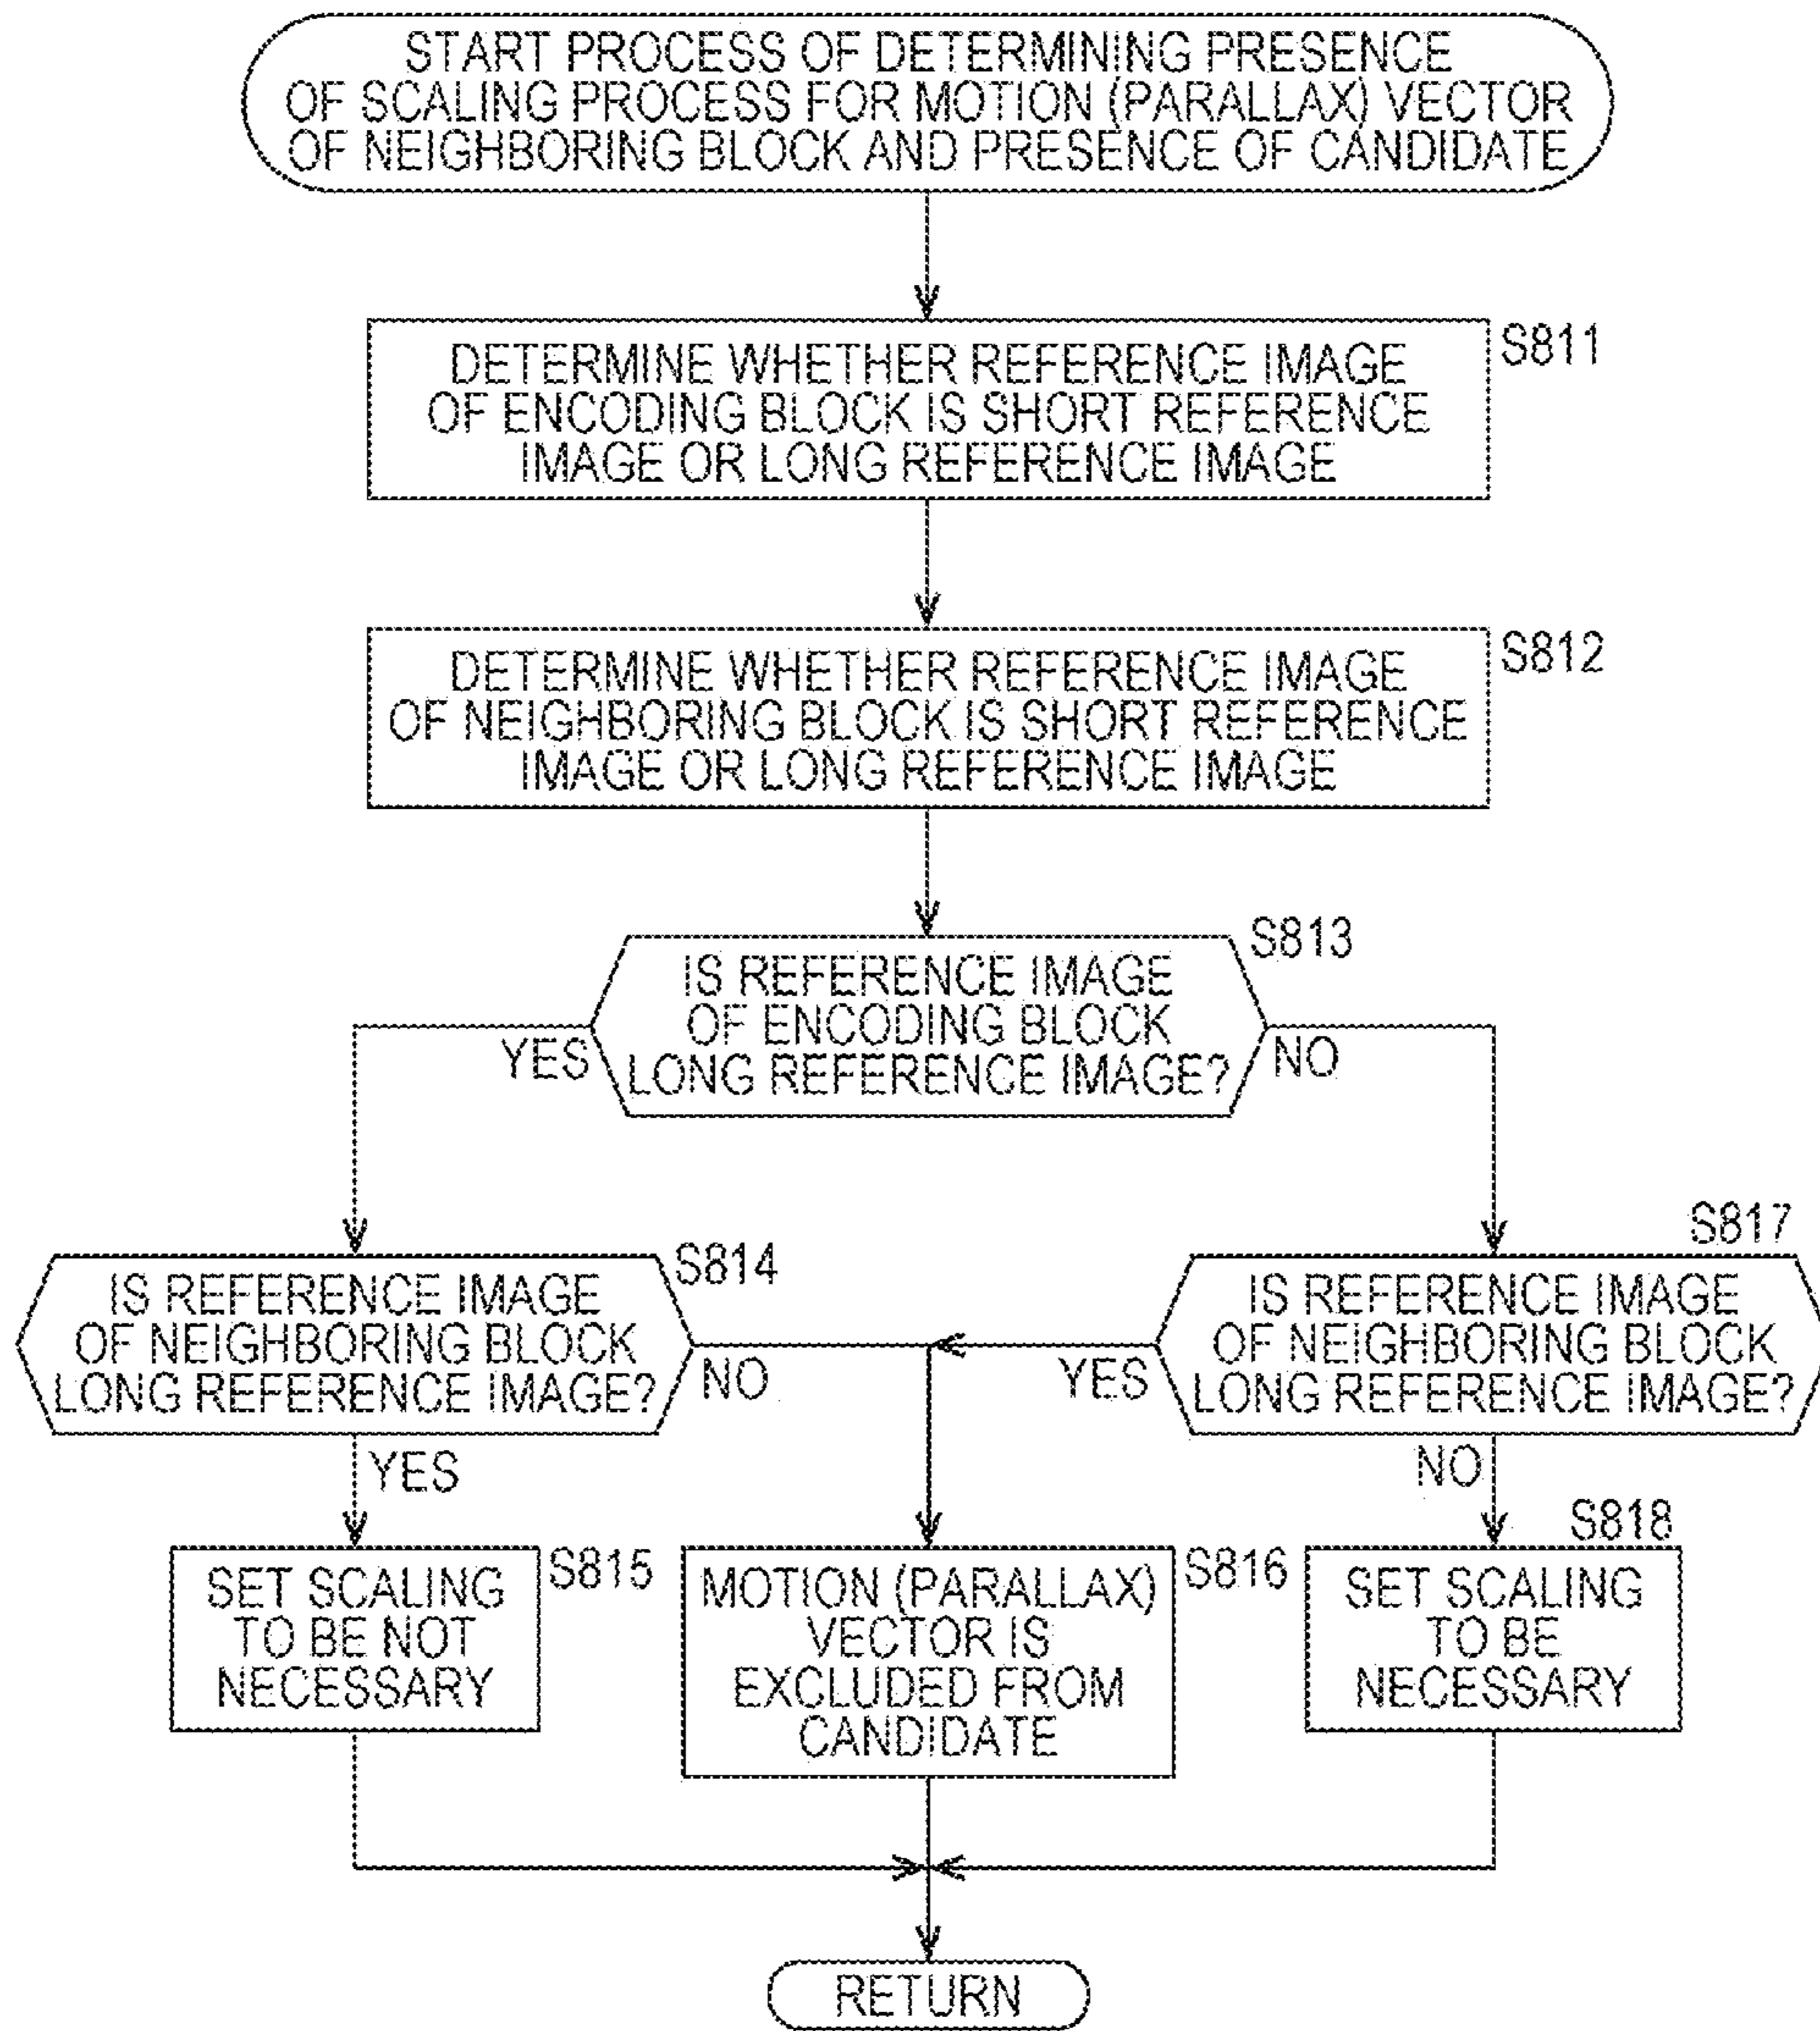 START PROCESS OF DETERMINING PRESENCE
OF SCALING PROCESS FOR MOTION (PARALLAX) VECTOR
OF NEIGHBORING BLOCK AND PRESENCE OF CANDIDATE
S811
DETERMINE WHETHER REFERENCE IMAGE
OF ENCODING BLOCK IS SHORT REFERENCE
IMAGE OR LONG REFERENCE IMAGE
S812
DETERMINE WHETHER REFERENCE IMAGE
OF NEIGHBORING BLOCK IS SHORT REFERENCE
IMAGE OR LONG REFERENCE IMAGE
S813
IS REFERENCE IMAGE
OF ENCODING BLOCK
LONG REFERENCE IMAGE?
YES
NO
S814
IS REFERENCE IMAGE
OF NEIGHBORING BLOCK
LONG REFERENCE IMAGE?
NO
YES
S817
IS REFERENCE IMAGE
OF NEIGHBORING BLOCK
LONG REFERENCE IMAGE?
YES
NO
S815
SET SCALING
TO BE NOT
NECESSARY
S816
MOTION (PARALLAX)
VECTOR IS
EXCLUDED FROM
CANDIDATE
S818
SET SCALING
TO BE
NECESSARY
RETURN